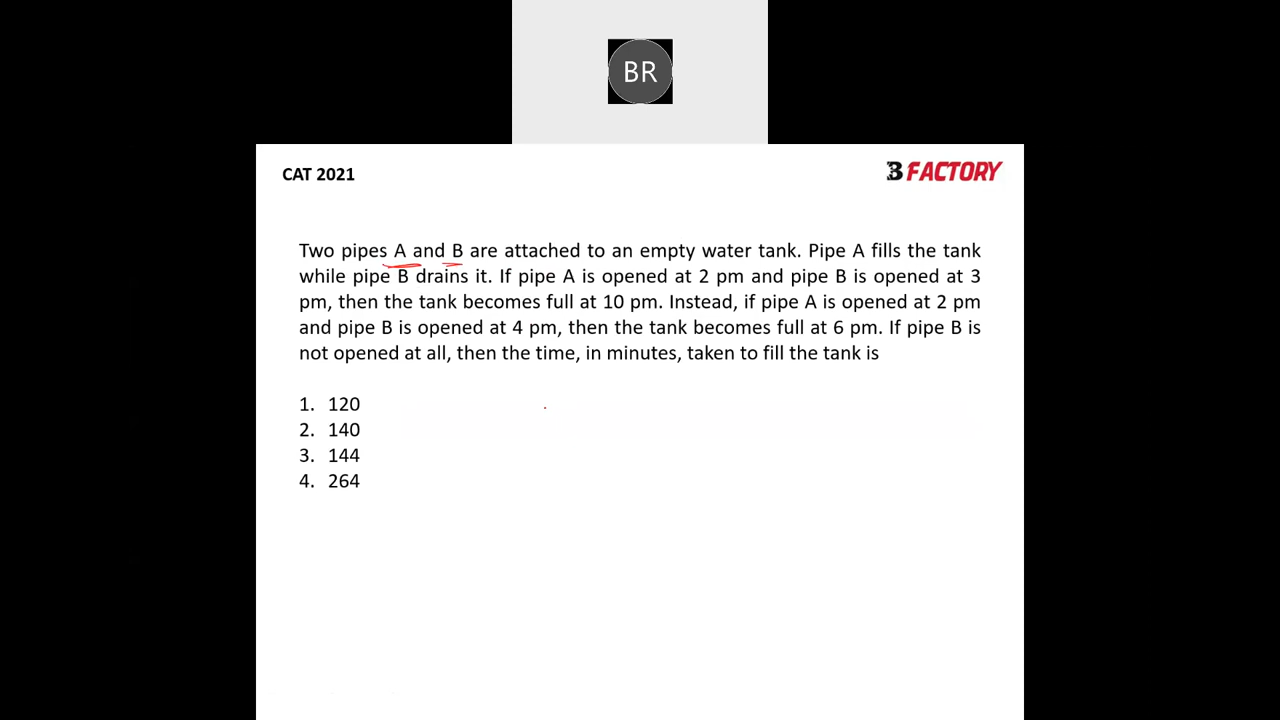 BR
CAT 2021
3 FACTORY
Two pipes A and B are attached to an empty water tank. Pipe A fills the tank
while pipe B drains it. If pipe A is opened at 2 pm and pipe B is opened at 3
pm, then the tank becomes full at 10 pm. Instead, if pipe A is opened at 2 pm
and pipe B is opened at 4 pm, then the tank becomes full at 6 pm. If pipe B is
not opened at all, then the time, in minutes, taken to fill the tank is
1. 120
2. 140
3. 144
4. 264